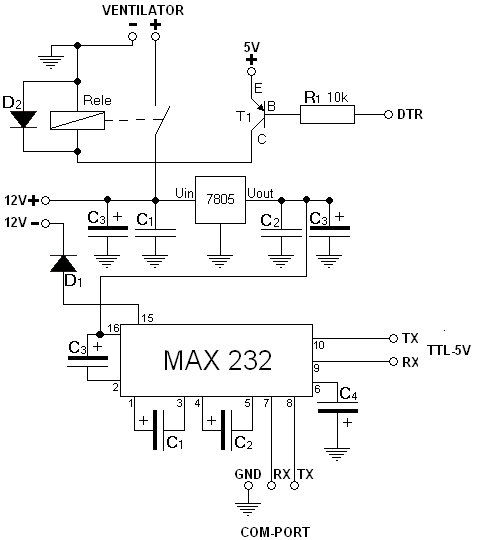 VENTILATOR
- +
5V
+
E
D2
Rele
T1
B
R1 10k
DTR
C
12V+
Uin
7805
Uout
C3 +
C1
C2
C3 +
12V-
D1
15
16
C3 +
MAX 232
10
TX
TTL-5V
9
RX
2
6
1
3
4
5
7
8
C4
+
+
C1
+
C2
GND
RX
TX
COM-PORT